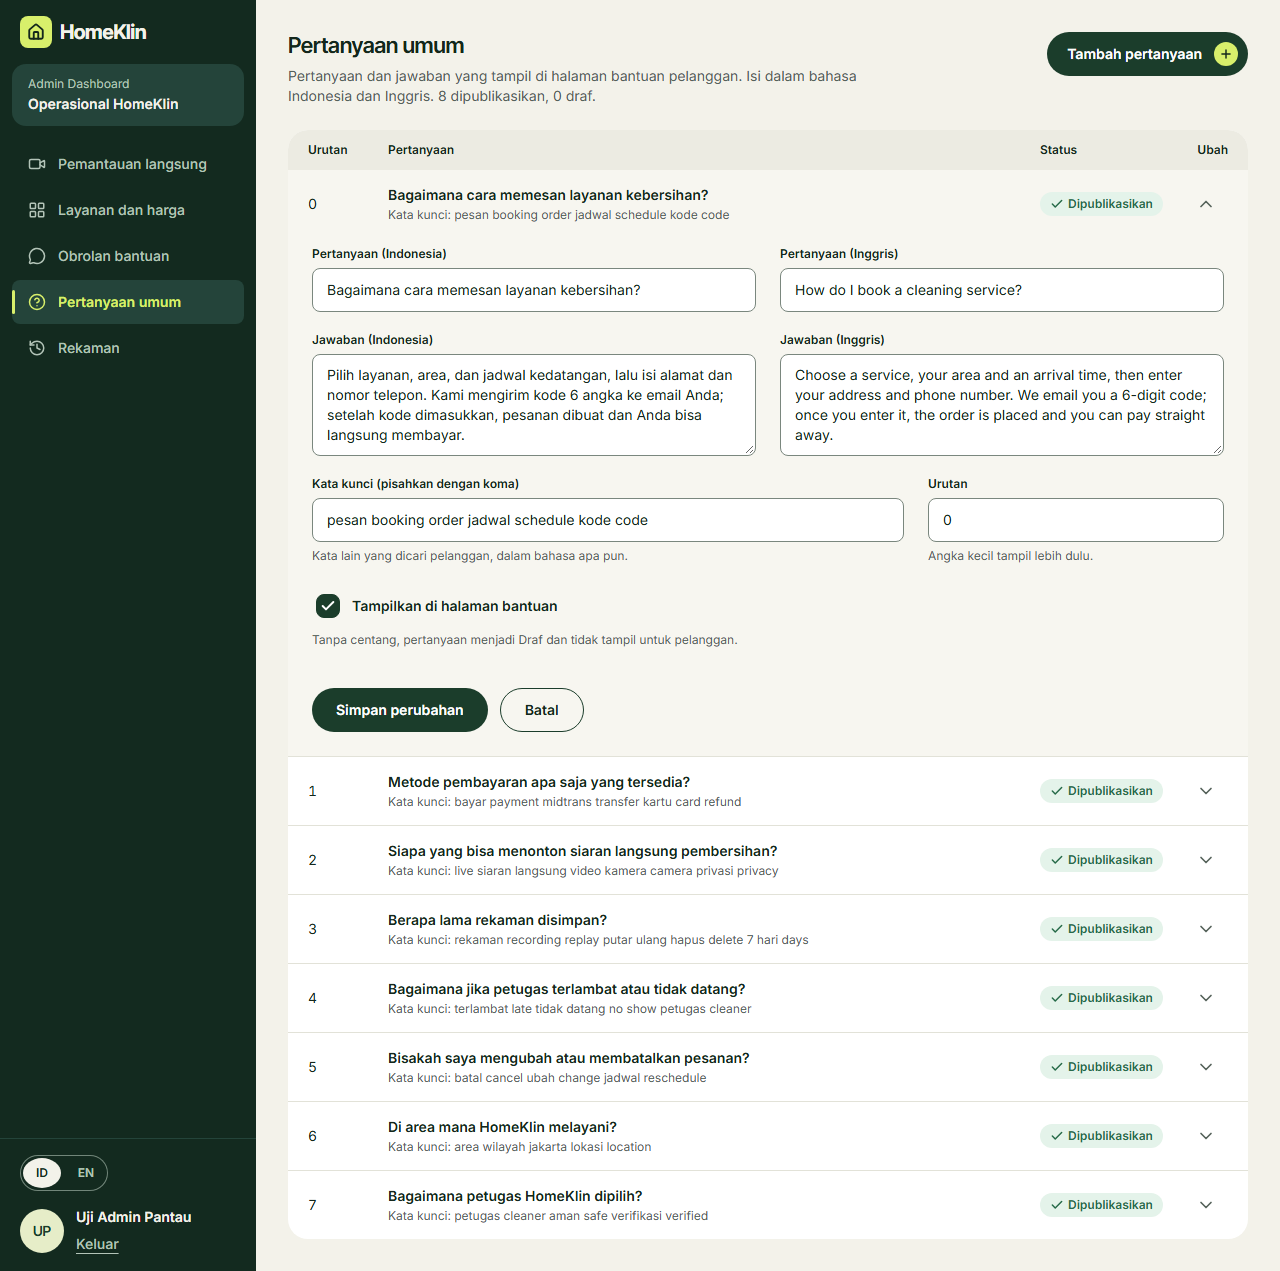 HomeKlin
Admin Dashboard
Operasional HomeKlin
Pemantauan langsung
Layanan dan harga
Obrolan bantuan
Pertanyaan umum
Rekaman
ID EN
UP
Uji Admin Pantau
Keluar
Pertanyaan umum
Pertanyaan dan jawaban yang tampil di halaman bantuan pelanggan. Isi dalam bahasa
Indonesia dan Inggris. 8 dipublikasikan, 0 draf.
Tambah pertanyaan
Urutan Pertanyaan Status Ubah
0 Bagaimana cara memesan layanan kebersihan? Dipublikasikan
Kata kunci: pesan booking order jadwal schedule kode code
Pertanyaan (Indonesia)
Bagaimana cara memesan layanan kebersihan?
Pertanyaan (Inggris)
How do I book a cleaning service?
Jawaban (Indonesia)
Pilih layanan, area, dan jadwal kedatangan, lalu isi alamat dan
nomor telepon. Kami mengirim kode 6 angka ke email Anda;
setelah kode dimasukkan, pesanan dibuat dan Anda bisa
langsung membayar.
Jawaban (Inggris)
Choose a service, your area and an arrival time, then enter
your address and phone number. We email you a 6-digit code;
once you enter it, the order is placed and you can pay straight
away.
Kata kunci (pisahkan dengan koma)
pesan booking order jadwal schedule kode code
Kata lain yang dicari pelanggan, dalam bahasa apa pun.
Urutan
0
Angka kecil tampil lebih dulu.
Tampilkan di halaman bantuan
Tanpa centang, pertanyaan menjadi Draf dan tidak tampil untuk pelanggan.
Simpan perubahan Batal
1 Metode pembayaran apa saja yang tersedia? Dipublikasikan
Kata kunci: bayar payment midtrans transfer kartu card refund
2 Siapa yang bisa menonton siaran langsung pembersihan? Dipublikasikan
Kata kunci: live siaran langsung video kamera camera privasi privacy
3 Berapa lama rekaman disimpan? Dipublikasikan
Kata kunci: rekaman recording replay putar ulang hapus delete 7 hari days
4 Bagaimana jika petugas terlambat atau tidak datang? Dipublikasikan
Kata kunci: terlambat late tidak datang no show petugas cleaner
5 Bisakah saya mengubah atau membatalkan pesanan? Dipublikasikan
Kata kunci: batal cancel ubah change jadwal reschedule
6 Di area mana HomeKlin melayani? Dipublikasikan
Kata kunci: area wilayah jakarta lokasi location
7 Bagaimana petugas HomeKlin dipilih? Dipublikasikan
Kata kunci: petugas cleaner aman safe verifikasi verified